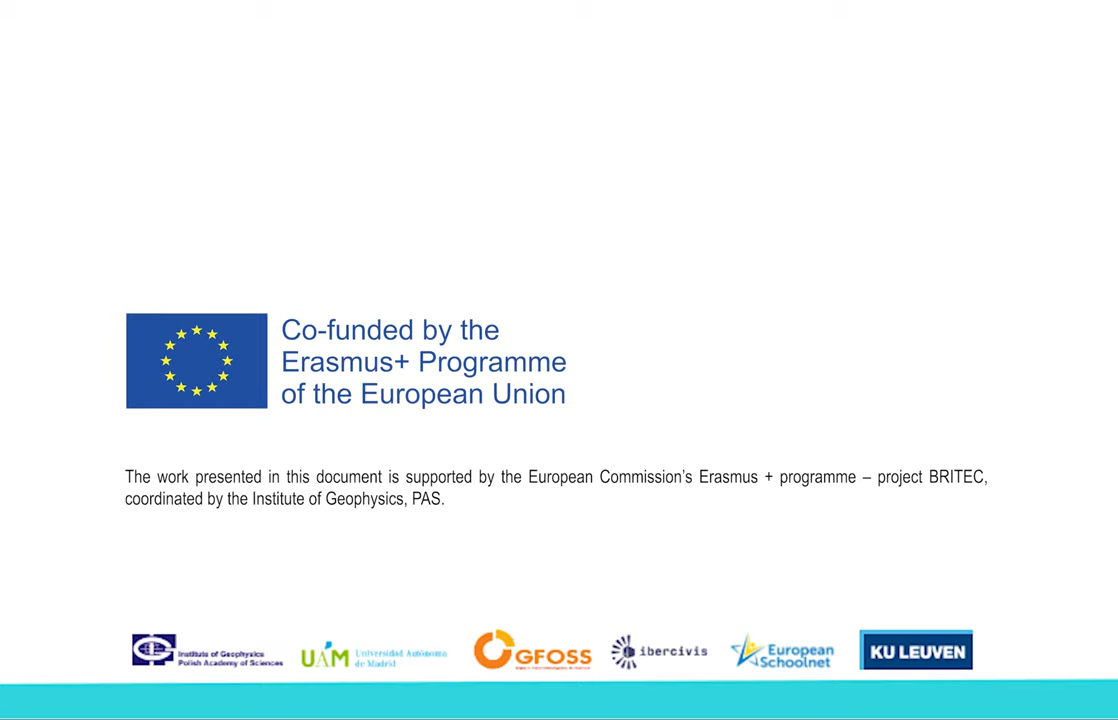 Co-funded by the
Erasmus+ Programme
of the European Union
The work presented in this document is supported by the European Commission's Erasmus + programme – project BRITEC,
coordinated by the Institute of Geophysics, PAS.
Institute of Geophysics
Polish Academy of Sciences
UAM
Universidad Autónoma
de Madrid
GFOSS
ibercivis
European
Schoolnet
KU LEUVEN